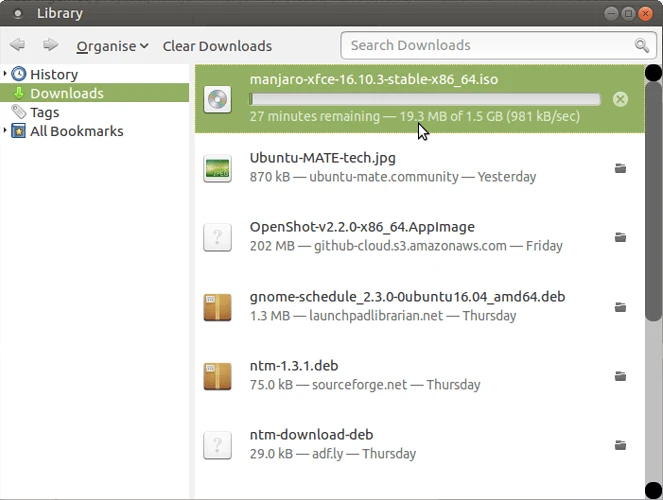 Library
Organise
Clear Downloads
Search Downloads
History
Downloads
Tags
All Bookmarks
manjaro-xfce-16.10.3-stable-x86_64.iso
27 minutes remaining — 19.3 MB of 1.5 GB (981 kB/sec)
Ubuntu-MATE-tech.jpg
870 kB — ubuntu-mate.community — Yesterday
OpenShot-v2.2.0-x86_64.AppImage
202 MB — github-cloud.s3.amazonaws.com — Friday
gnome-schedule_2.3.0-0ubuntu16.04_amd64.deb
1.3 MB — launchpadlibrarian.net — Thursday
ntm-1.3.1.deb
75.0 kB — sourceforge.net — Thursday
ntm-download-deb
29.0 kB — adf.ly — Thursday